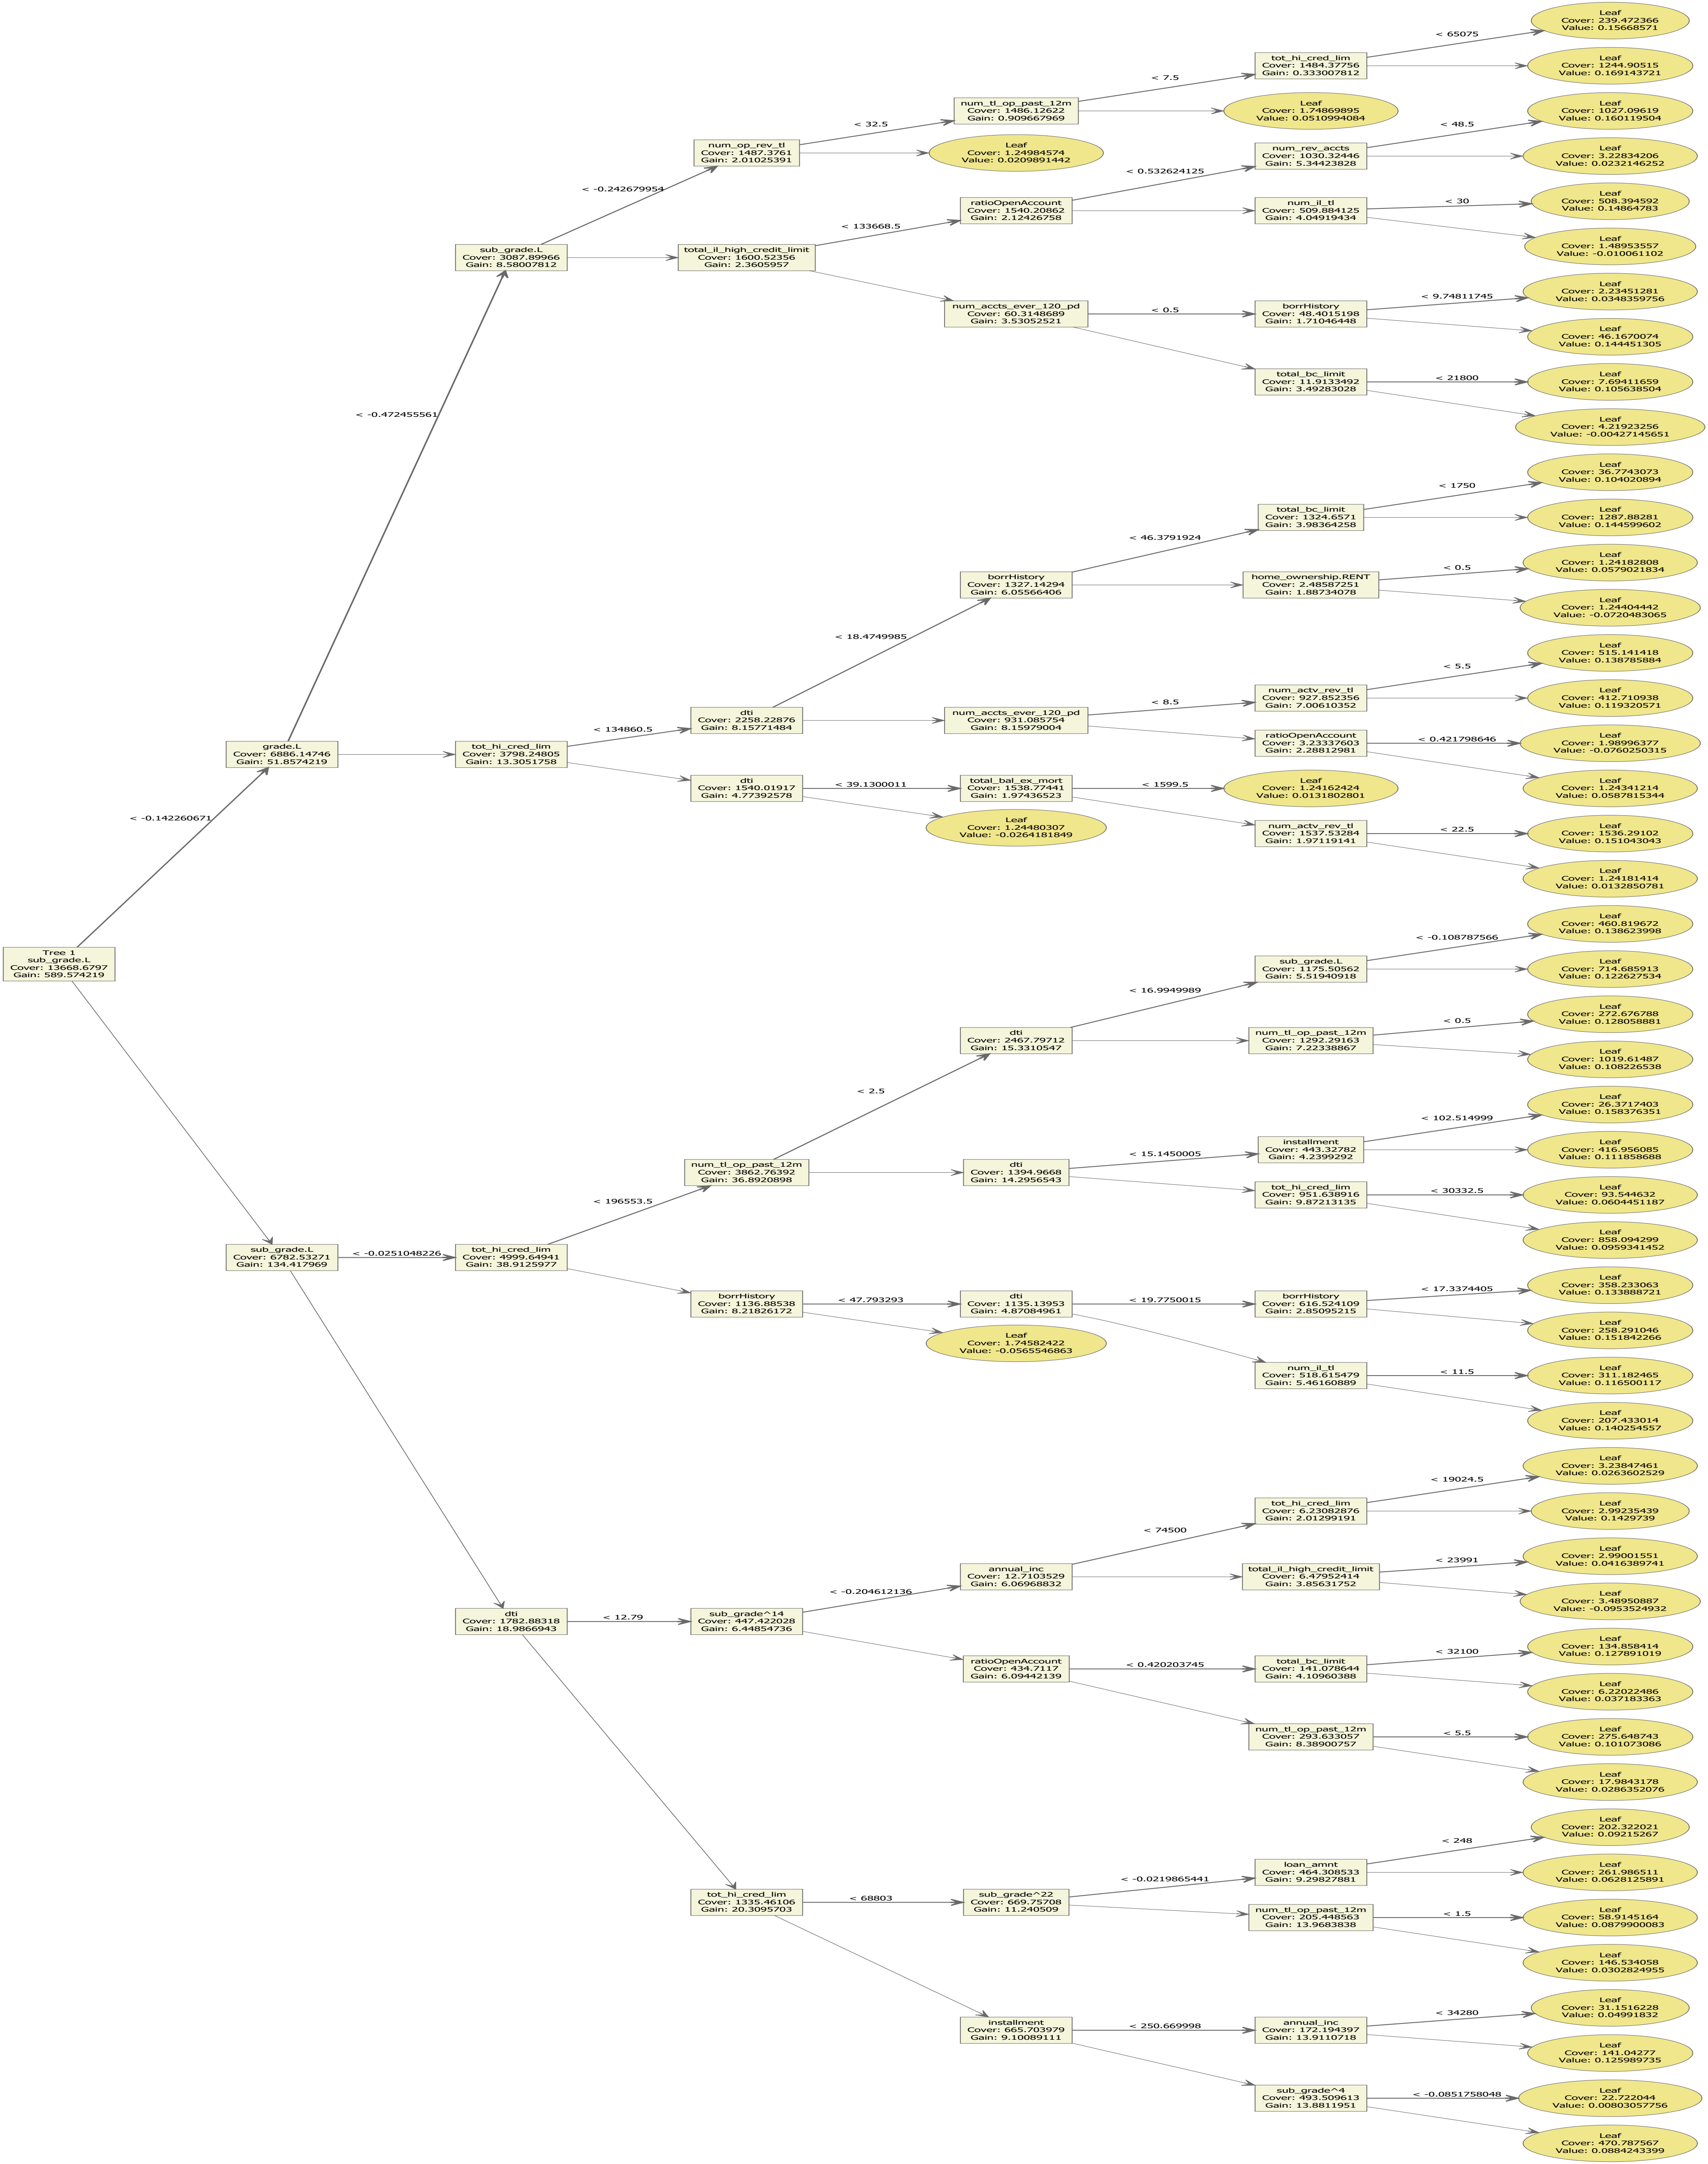 Leaf
Cover: 239.472366
Value: 0.15668571
< 65075
tot_hi_cred_lim
Cover: 1484.37756
Gain: 0.333007812
Leaf
Cover: 1244.90515
Value: 0.169143721
< 7.5
num_tl_op_past_12m
Cover: 1486.12622
Gain: 0.909667969
Leaf
Cover: 1.74869895
Value: 0.0510994084
Leaf
Cover: 1027.09619
Value: 0.160119504
< 32.5
< 48.5
num_op_rev_tl
Cover: 1487.3761
Gain: 2.01025391
Leaf
Cover: 1.24984574
Value: 0.0209891442
num_rev_accts
Cover: 1030.32446
Gain: 5.34423828
Leaf
Cover: 3.22834206
Value: 0.0232146252
< 0.532624125
< -0.242679954
ratioOpenAccount
Cover: 1540.20862
Gain: 2.12426758
num_il_tl
Cover: 509.884125
Gain: 4.04919434
< 30
Leaf
Cover: 508.394592
Value: 0.14864783
< 133668.5
Leaf
Cover: 1.48953557
Value: -0.010061102
sub_grade.L
Cover: 3087.89966
Gain: 8.58007812
total_il_high_credit_limit
Cover: 1600.52356
Gain: 2.3605957
Leaf
Cover: 2.23451281
Value: 0.0348359756
< 9.74811745
num_accts_ever_120_pd
Cover: 60.3148689
Gain: 3.53052521
< 0.5
borrHistory
Cover: 48.4015198
Gain: 1.71046448
Leaf
Cover: 46.1670074
Value: 0.144451305
total_bc_limit
Cover: 11.9133492
Gain: 3.49283028
< 21800
Leaf
Cover: 7.69411659
Value: 0.105638504
< -0.472455561
Leaf
Cover: 4.21923256
Value: -0.00427145651
Leaf
Cover: 36.7743073
Value: 0.104020894
< 1750
total_bc_limit
Cover: 1324.6571
Gain: 3.98364258
Leaf
Cover: 1287.88281
Value: 0.144599602
< 46.3791924
borrHistory
Cover: 1327.14294
Gain: 6.05566406
home_ownership.RENT
Cover: 2.48587251
Gain: 1.88734078
< 0.5
Leaf
Cover: 1.24182808
Value: 0.0579021834
Leaf
Cover: 1.24404442
Value: -0.0720483065
< 18.4749985
Leaf
Cover: 515.141418
Value: 0.138785884
< 5.5
num_actv_rev_tl
Cover: 927.852356
Gain: 7.00610352
Leaf
Cover: 412.710938
Value: 0.119320571
< 8.5
dti
Cover: 2258.22876
Gain: 8.15771484
num_accts_ever_120_pd
Cover: 931.085754
Gain: 8.15979004
< 134860.5
ratioOpenAccount
Cover: 3.23337603
Gain: 2.28812981
< 0.421798646
Leaf
Cover: 1.98996377
Value: -0.0760250315
grade.L
Cover: 6886.14746
Gain: 51.8574219
tot_hi_cred_lim
Cover: 3798.24805
Gain: 13.3051758
dti
Cover: 1540.01917
Gain: 4.77392578
< 39.1300011
total_bal_ex_mort
Cover: 1538.77441
Gain: 1.97436523
< 1599.5
Leaf
Cover: 1.24162424
Value: 0.0131802801
Leaf
Cover: 1.24341214
Value: 0.0587815344
< -0.142260671
Leaf
Cover: 1.24480307
Value: -0.0264181849
num_actv_rev_tl
Cover: 1537.53284
Gain: 1.97119141
< 22.5
Leaf
Cover: 1536.29102
Value: 0.151043043
Leaf
Cover: 1.24181414
Value: 0.0132850781
Leaf
Cover: 460.819672
Value: 0.138623998
< -0.108787566
Tree 1
sub_grade.L
Cover: 13668.6797
Gain: 589.574219
sub_grade.L
Cover: 1175.50562
Gain: 5.51940918
Leaf
Cover: 714.685913
Value: 0.122627534
< 16.9949989
dti
Cover: 2467.79712
Gain: 15.3310547
num_tl_op_past_12m
Cover: 1292.29163
Gain: 7.22338867
< 0.5
Leaf
Cover: 272.676788
Value: 0.128058881
Leaf
Cover: 1019.61487
Value: 0.108226538
< 2.5
Leaf
Cover: 26.3717403
Value: 0.158376351
< 102.514999
installment
Cover: 443.32782
Gain: 4.2399292
Leaf
Cover: 416.956085
Value: 0.111858688
< 15.1450005
num_tl_op_past_12m
Cover: 3862.76392
Gain: 36.8920898
dti
Cover: 1394.9668
Gain: 14.2956543
tot_hi_cred_lim
Cover: 951.638916
Gain: 9.87213135
< 30332.5
Leaf
Cover: 93.544632
Value: 0.0604451187
< 196553.5
Leaf
Cover: 858.094299
Value: 0.0959341452
sub_grade.L
Cover: 6782.53271
Gain: 134.417969
< -0.0251048226
tot_hi_cred_lim
Cover: 4999.64941
Gain: 38.9125977
borrHistory
Cover: 1136.88538
Gain: 8.21826172
< 47.793293
dti
Cover: 1135.13953
Gain: 4.87084961
< 19.7750015
borrHistory
Cover: 616.524109
Gain: 2.85095215
< 17.3374405
Leaf
Cover: 358.233063
Value: 0.133888721
Leaf
Cover: 1.74582422
Value: -0.0565546863
Leaf
Cover: 258.291046
Value: 0.151842266
num_il_tl
Cover: 518.615479
Gain: 5.46160889
< 11.5
Leaf
Cover: 311.182465
Value: 0.116500117
Leaf
Cover: 207.433014
Value: 0.140254557
Leaf
Cover: 3.23847461
Value: 0.0263602529
< 19024.5
tot_hi_cred_lim
Cover: 6.23082876
Gain: 2.01299191
Leaf
Cover: 2.99235439
Value: 0.1429739
< 74500
annual_inc
Cover: 12.7103529
Gain: 6.06968832
total_il_high_credit_limit
Cover: 6.47952414
Gain: 3.85631752
< 23991
Leaf
Cover: 2.99001551
Value: 0.0416389741
< -0.204612136
Leaf
Cover: 3.48950887
Value: -0.0953524932
dti
Cover: 1782.88318
Gain: 18.9866943
< 12.79
sub_grade^14
Cover: 447.422028
Gain: 6.44854736
Leaf
Cover: 134.858414
Value: 0.127891019
< 32100
ratioOpenAccount
Cover: 434.7117
Gain: 6.09442139
< 0.420203745
total_bc_limit
Cover: 141.078644
Gain: 4.10960388
Leaf
Cover: 6.22022486
Value: 0.037183363
num_tl_op_past_12m
Cover: 293.633057
Gain: 8.38900757
< 5.5
Leaf
Cover: 275.648743
Value: 0.101073086
Leaf
Cover: 17.9843178
Value: 0.0286352076
Leaf
Cover: 202.322021
Value: 0.09215267
< 248
loan_amnt
Cover: 464.308533
Gain: 9.29827881
Leaf
Cover: 261.986511
Value: 0.0628125891
< -0.0219865441
tot_hi_cred_lim
Cover: 1335.46106
Gain: 20.3095703
< 68803
sub_grade^22
Cover: 669.75708
Gain: 11.240509
num_tl_op_past_12m
Cover: 205.448563
Gain: 13.9683838
< 1.5
Leaf
Cover: 58.9145164
Value: 0.0879900083
Leaf
Cover: 146.534058
Value: 0.0302824955
Leaf
Cover: 31.1516228
Value: 0.04991832
< 34280
installment
Cover: 665.703979
Gain: 9.10089111
< 250.669998
annual_inc
Cover: 172.194397
Gain: 13.9110718
Leaf
Cover: 141.04277
Value: 0.125989735
sub_grade^4
Cover: 493.509613
Gain: 13.8811951
< -0.0851758048
Leaf
Cover: 22.722044
Value: 0.00803057756
Leaf
Cover: 470.787567
Value: 0.0884243399